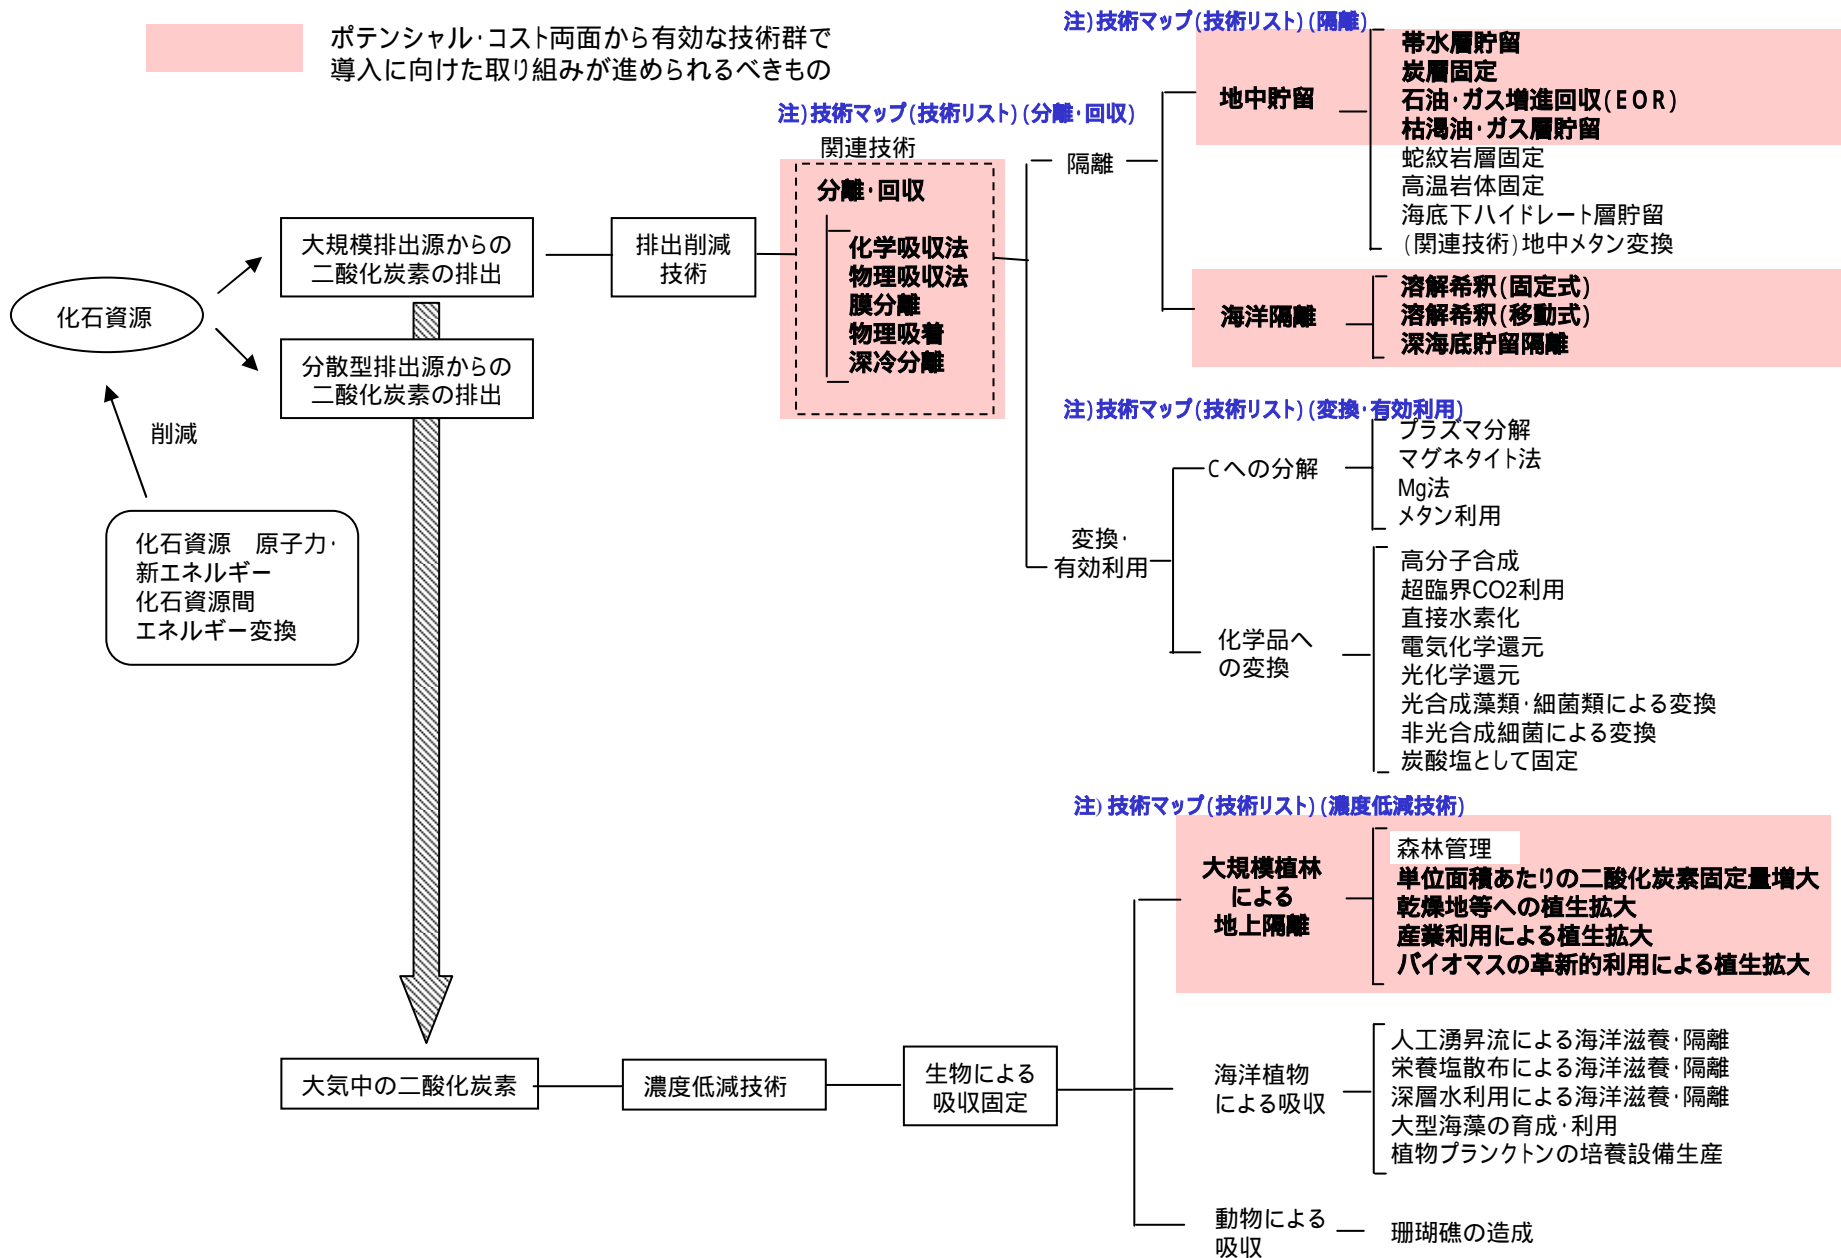 ポテンシャル・コスト両面から有効な技術群で
導入に向けた取り組みが進められるべきもの
化石資源
大規模排出源からの
二酸化炭素の排出
分散型排出源からの
二酸化炭素の排出
削減
化石資源　原子力・
新エネルギー
化石資源間
エネルギー変換
排出削減
技術
注)技術マップ(技術リスト)(分離・回収)
関連技術
分離・回収
化学吸収法
物理吸収法
膜分離
物理吸着
深冷分離
注)技術マップ(技術リスト)(隔離)
隔離
地中貯留
帯水層貯留
炭層固定
石油・ガス増進回収(EOR)
枯渇油・ガス層貯留
蛇紋岩層固定
高温岩体固定
海底下ハイドレート層貯留
(関連技術)地中メタン変換
海洋隔離
溶解希釈(固定式)
溶解希釈(移動式)
深海底貯留隔離
注)技術マップ(技術リスト)(変換・有効利用)
変換・
有効利用
Cへの分解
プラズマ分解
マグネタイト法
Mg法
メタン利用
化学品へ
の変換
高分子合成
超臨界CO2利用
直接水素化
電気化学還元
光化学還元
光合成藻類・細菌類による変換
非光合成細菌による変換
炭酸塩として固定
注)技術マップ(技術リスト)(濃度低減技術)
大規模植林
による
地上隔離
森林管理
単位面積あたりの二酸化炭素固定量増大
乾燥地等への植生拡大
産業利用による植生拡大
バイオマスの革新的利用による植生拡大
大気中の二酸化炭素
濃度低減技術
生物による
吸収固定
海洋植物
による吸収
人工湧昇流による海洋滋養・隔離
栄養塩散布による海洋滋養・隔離
深層水利用による海洋滋養・隔離
大型海藻の育成・利用
植物プランクトンの培養設備生産
動物による
吸収
珊瑚礁の造成